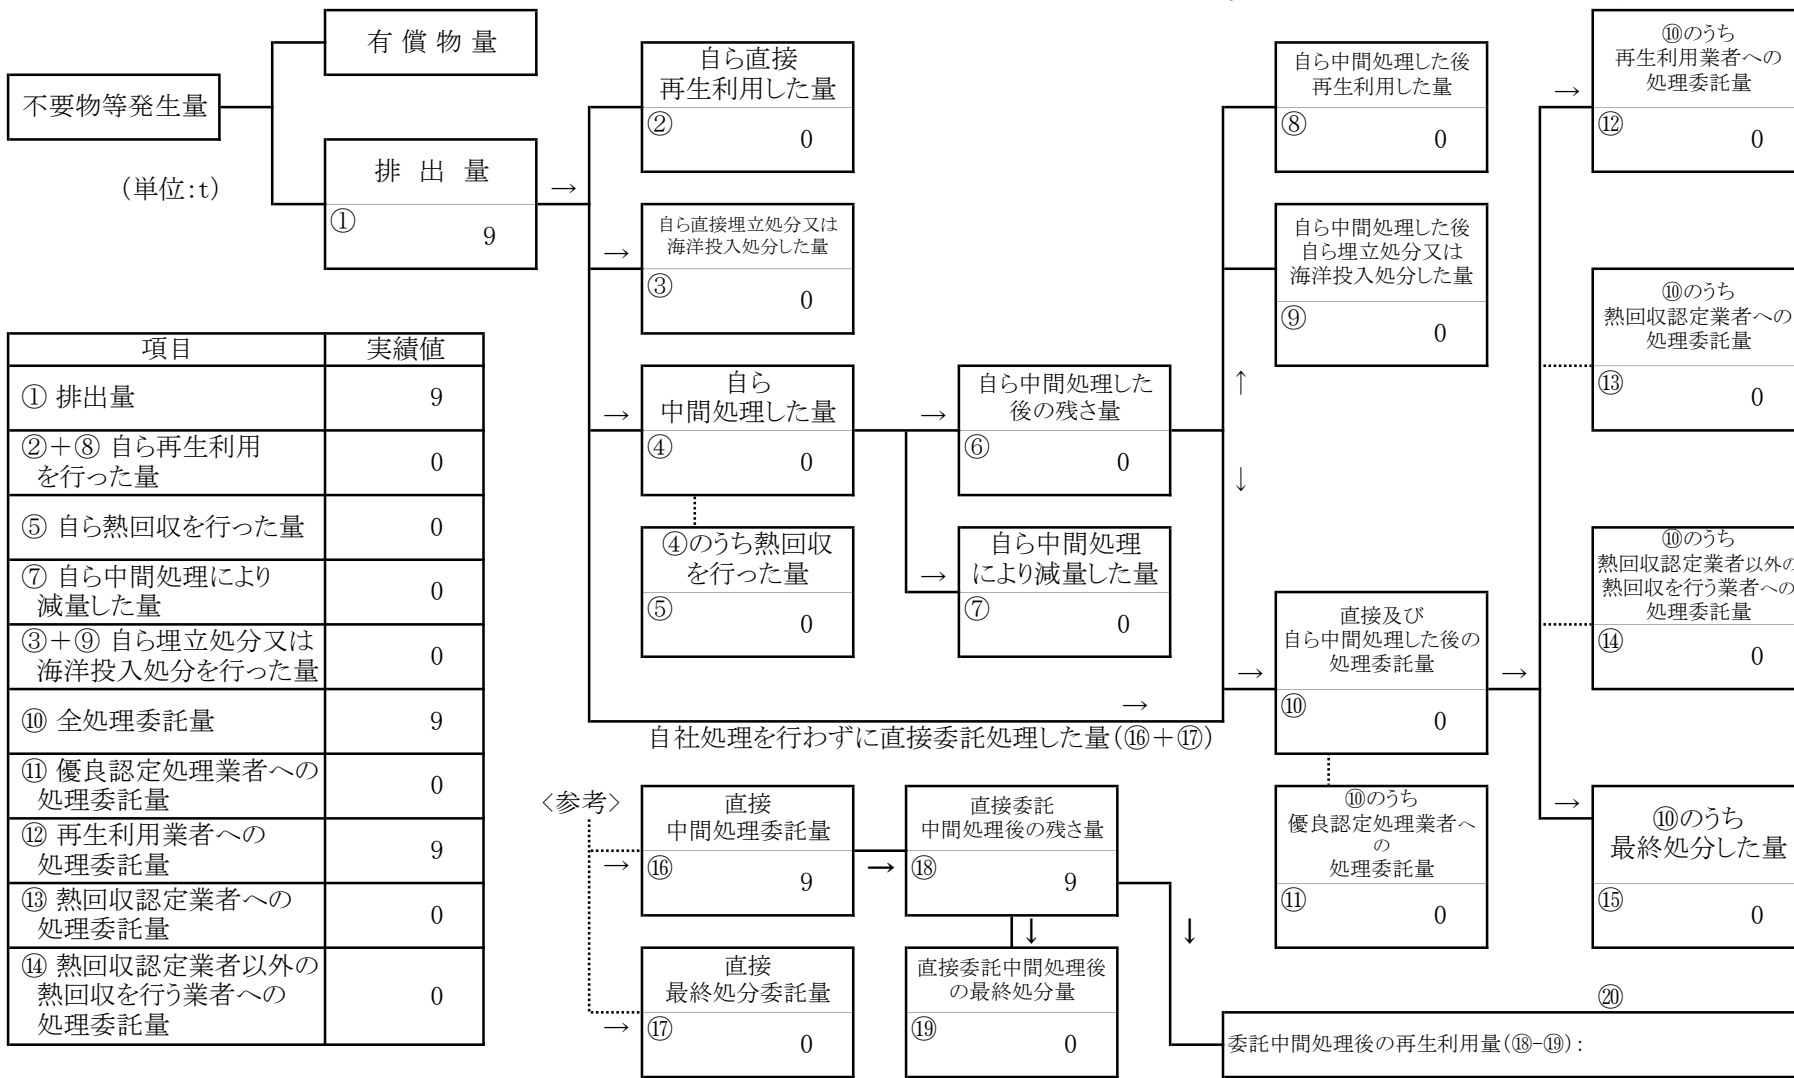 有 償 物 量
不要物等発生量
(単位:t)
排 出 量
→
①
9
自ら直接
再生利用した量
②
0
→
自ら直接埋立処分又は
海洋投入処分した量
③
0
→
自ら
中間処理した量
④
0
④のうち熱回収
を行った量
⑤
0
→
自ら中間処理した
後の残さ量
⑥
0
→
自ら中間処理
により減量した量
⑦
0
自ら中間処理した後
再生利用した量
⑧
0
自ら中間処理した後
自ら埋立処分又は
海洋投入処分した量
⑨
0
↑
↓
→
直接及び
自ら中間処理した後の
処理委託量
⑩
0
→
⑩のうち
優良認定処理業者へ
の
処理委託量
⑪
0
→
⑩のうち
再生利用業者への
処理委託量
⑫
0
⑩のうち
熱回収認定業者への
処理委託量
⑬
0
⑩のうち
熱回収認定業者以外の
熱回収を行う業者への
処理委託量
⑭
0
→
⑩のうち
最終処分した量
⑮
0
→
自社処理を行わずに直接委託処理した量(⑯+⑰)
<参考>
→
直接
中間処理委託量
⑯
9
→
直接委託
中間処理後の残さ量
⑱
9
↓
↓
→
直接
最終処分委託量
⑰
0
直接委託中間処理後
の最終処分量
⑲
0
⑳
委託中間処理後の再生利用量(⑱-⑲):
項目 実績値
① 排出量 9
②+⑧ 自ら再生利用
を行った量 0
⑤ 自ら熱回収を行った量 0
⑦ 自ら中間処理により
減量した量 0
③+⑨ 自ら埋立処分又は
海洋投入処分を行った量 0
⑩ 全処理委託量 9
⑪ 優良認定処理業者への
処理委託量 0
⑫ 再生利用業者への
処理委託量 9
⑬ 熱回収認定業者への
処理委託量 0
⑭ 熱回収認定業者以外の
熱回収を行う業者への
処理委託量 0